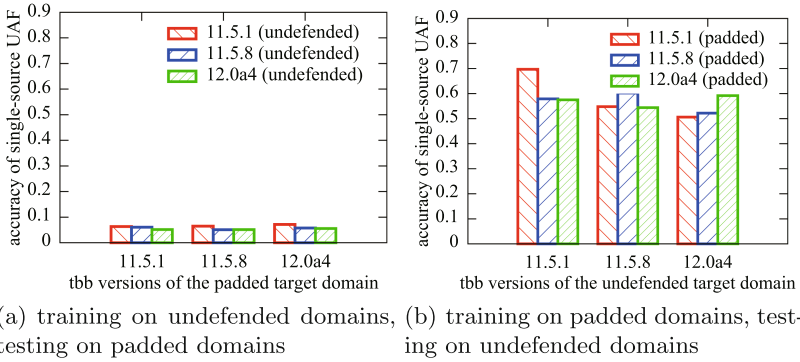 accuracy of single-source UAF
0.9
0.8
0.7
0.6
0.5
0.4
0.3
0.2
0.1
0
11.5.1 (undefended)
11.5.8 (undefended)
12.0a4 (undefended)
11.5.1 11.5.8 12.0a4
tbb versions of the padded target domain
accuracy of single-source UAF
0.9
0.8
0.7
0.6
0.5
0.4
0.3
0.2
0.1
0
11.5.1 (padded)
11.5.8 (padded)
12.0a4 (padded)
11.5.1 11.5.8 12.0a4
tbb versions of the undefended target domain
(a) training on undefended domains,
testing on padded domains
(b) training on padded domains, test-
ing on undefended domains